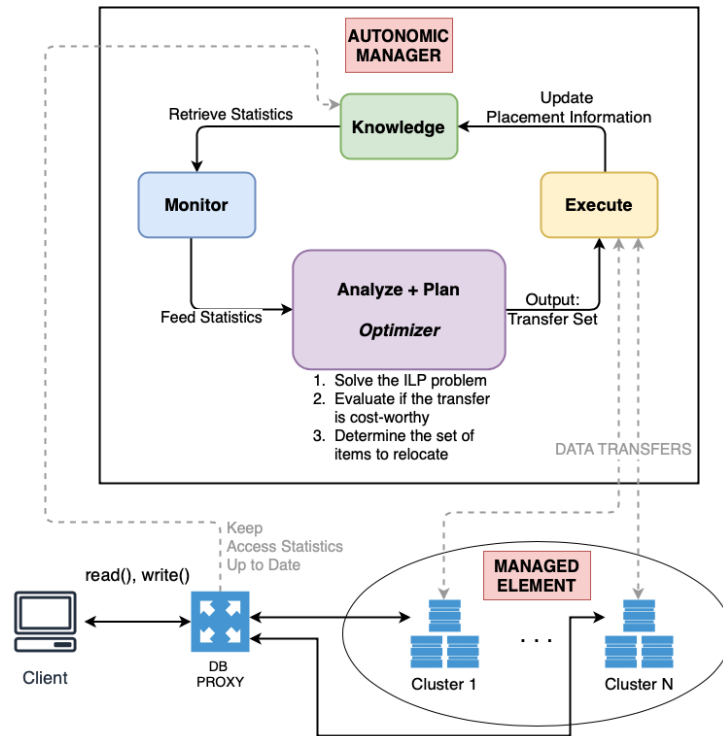 AUTONOMIC
MANAGER
Update
Placement Information
Retrieve Statistics
Knowledge
Monitor
Execute
Analyze + Plan
Optimizer
Feed Statistics
Output:
Transfer Set
1. Solve the ILP problem
2. Evaluate if the transfer
is cost-worthy
3. Determine the set of
items to relocate
DATA TRANSFERS
Keep
Access Statistics
Up to Date
read(), write()
MANAGED
ELEMENT
. . .
Client
DB
PROXY
Cluster 1
Cluster N